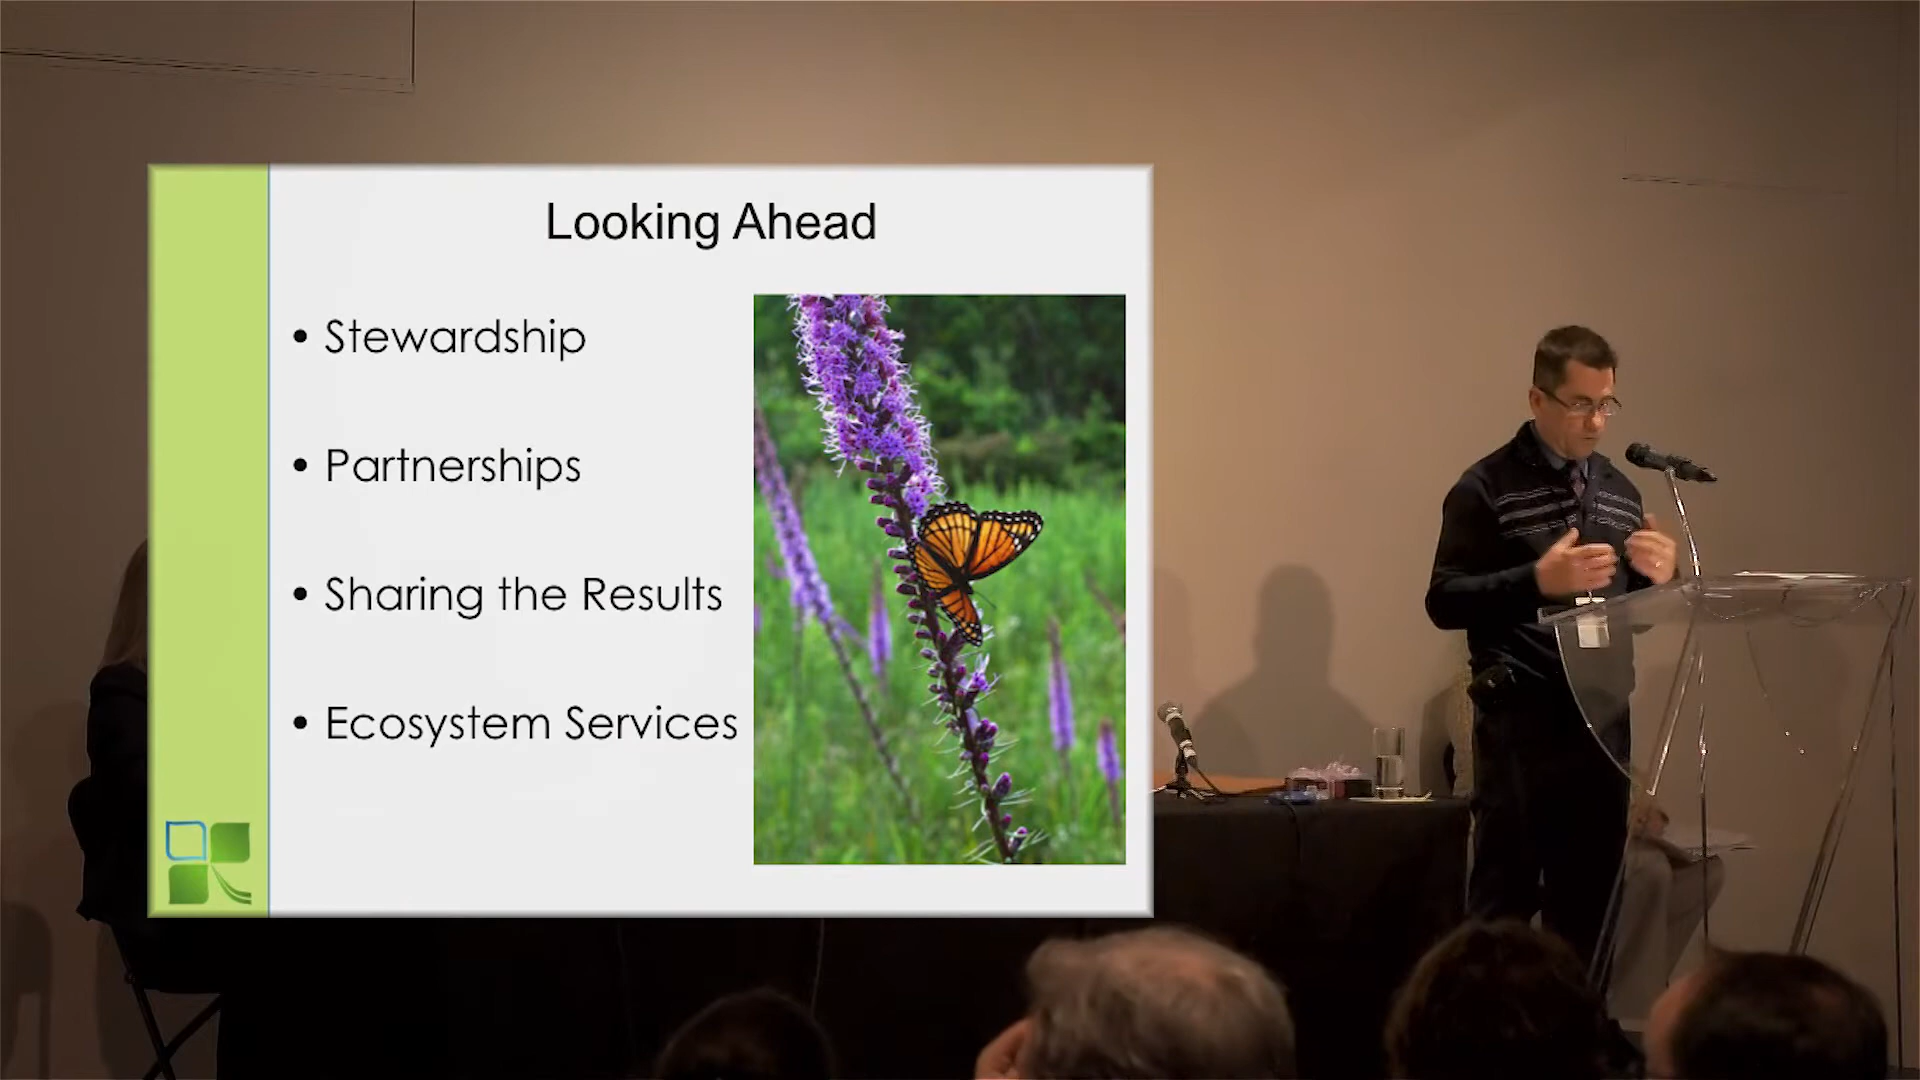 Looking Ahead
• Stewardship
• Partnerships
• Sharing the Results
• Ecosystem Services